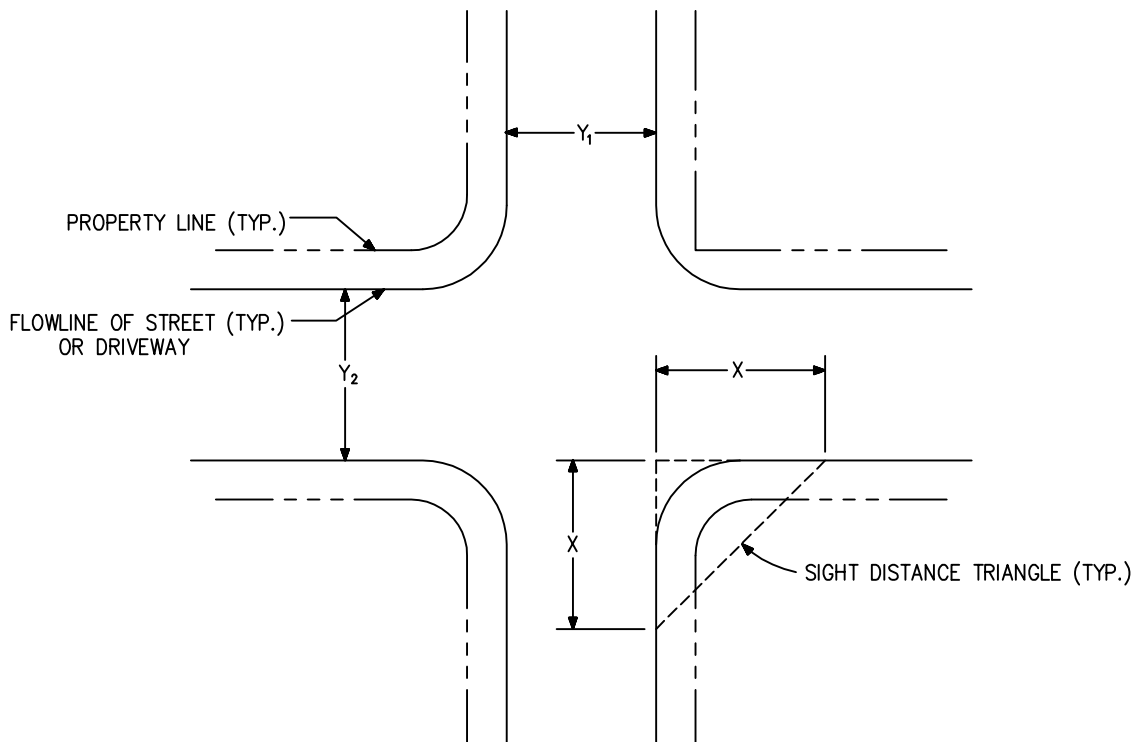 Y₁
PROPERTY LINE (TYP.)
FLOWLINE OF STREET (TYP.)
OR DRIVEWAY
Y₂
X
X
SIGHT DISTANCE TRIANGLE (TYP.)